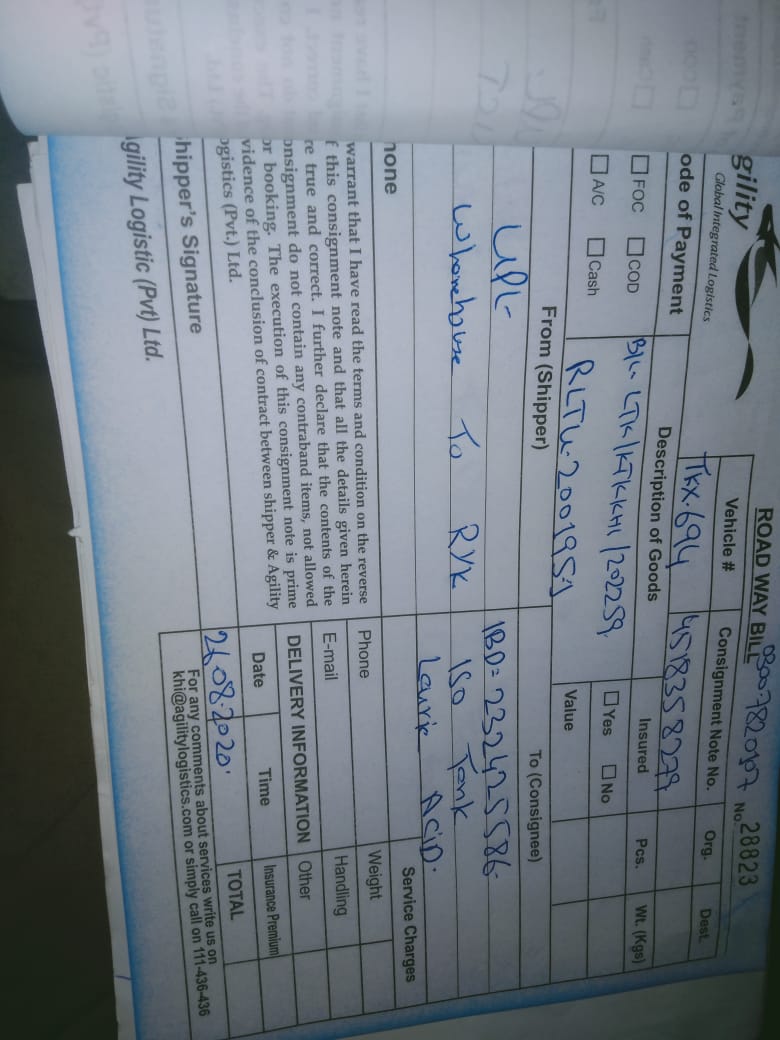 gility
Global Integrated Logistics
ROAD WAY BILL
No. 28823
Vehicle #
Consignment Note No.
Org.
Dest.
TKX-694
4518358279
ode of Payment
Description of Goods
Insured
Pcs.
Wt. (Kgs)
FOC
COD
B/L- LTK/KTKKHI/202259
Yes
No
A/C
Cash
RLTU-200195-1
Value
From (Shipper)
To (Consignee)
UPL
IBD= 232425586
Wharehouse To RYK
ISO Tank
Lauric ACiD.
hone
Service Charges
Phone
Weight
warrant that I have read the terms and condition on the reverse
f this consignment note and that all the details given herein
re true and correct. I further declare that the contents of the
onsignment do not contain any contraband items, not allowed
or booking. The execution of this consignment note is prime
vidence of the conclusion of contract between shipper & Agility
ogistics (Pvt.) Ltd.
E-mail
Handling
DELIVERY INFORMATION
Other
Date
Time
Insurance Premium
26.08.2020.
TOTAL
hipper's Signature
For any comments about services write us on
khi@agilitylogistics.com or simply call on 111-436-436
gility Logistic (Pvt) Ltd.